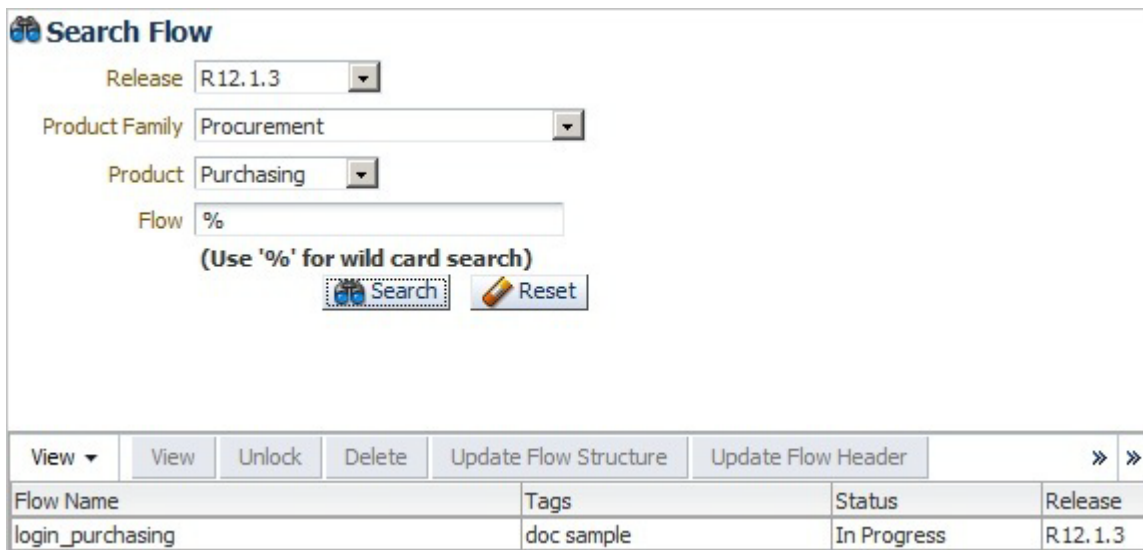 Search Flow
Release R12.1.3
Product Family Procurement
Product Purchasing
Flow %
(Use '%' for wild card search)
Search Reset
View View Unlock Delete Update Flow Structure Update Flow Header » »
Flow Name Tags Status Release
login_purchasing doc sample In Progress R12.1.3